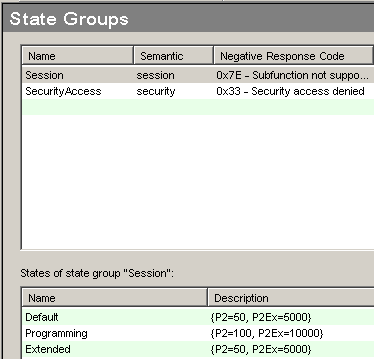 State Groups
Name Semantic Negative Response Code
Session session 0x7E - Subfunction not suppo...
SecurityAccess security 0x33 - Security access denied
States of state group "Session":
Name Description
Default {P2=50, P2Ex=5000}
Programming {P2=100, P2Ex=10000}
Extended {P2=50, P2Ex=5000}